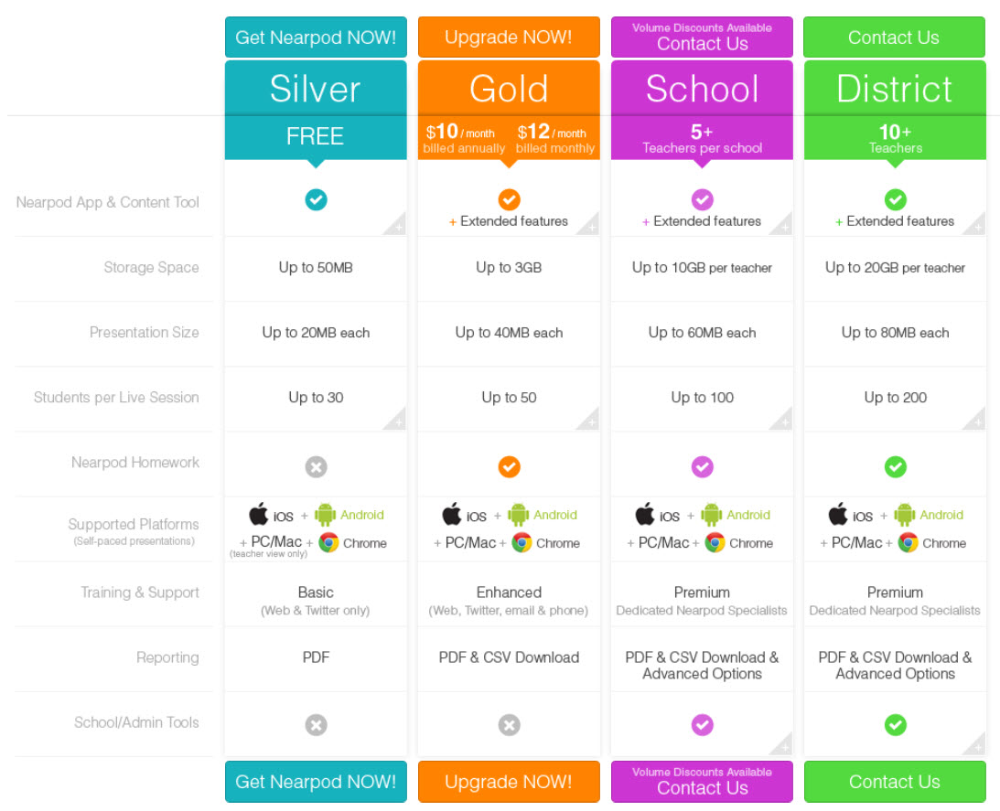 Get Nearpod NOW!
Upgrade NOW!
Volume Discounts Available
Contact Us
Contact Us
Silver
Gold
School
District
FREE
$10 / month
billed annually
$12 / month
billed monthly
5+
Teachers per school
10+
Teachers
Nearpod App & Content Tool
+ Extended features
+ Extended features
+ Extended features
Storage Space
Up to 50MB
Up to 3GB
Up to 10GB per teacher
Up to 20GB per teacher
Presentation Size
Up to 20MB each
Up to 40MB each
Up to 60MB each
Up to 80MB each
Students per Live Session
Up to 30
Up to 50
Up to 100
Up to 200
Nearpod Homework
Supported Platforms
(Self-paced presentations)
iOS + Android
+ PC/Mac + Chrome
(teacher view only)
iOS + Android
+ PC/Mac + Chrome
iOS + Android
+ PC/Mac + Chrome
iOS + Android
+ PC/Mac + Chrome
Training & Support
Basic
(Web & Twitter only)
Enhanced
(Web, Twitter, email & phone)
Premium
Dedicated Nearpod Specialists
Premium
Dedicated Nearpod Specialists
Reporting
PDF
PDF & CSV Download
PDF & CSV Download &
Advanced Options
PDF & CSV Download &
Advanced Options
School/Admin Tools
Get Nearpod NOW!
Upgrade NOW!
Volume Discounts Available
Contact Us
Contact Us